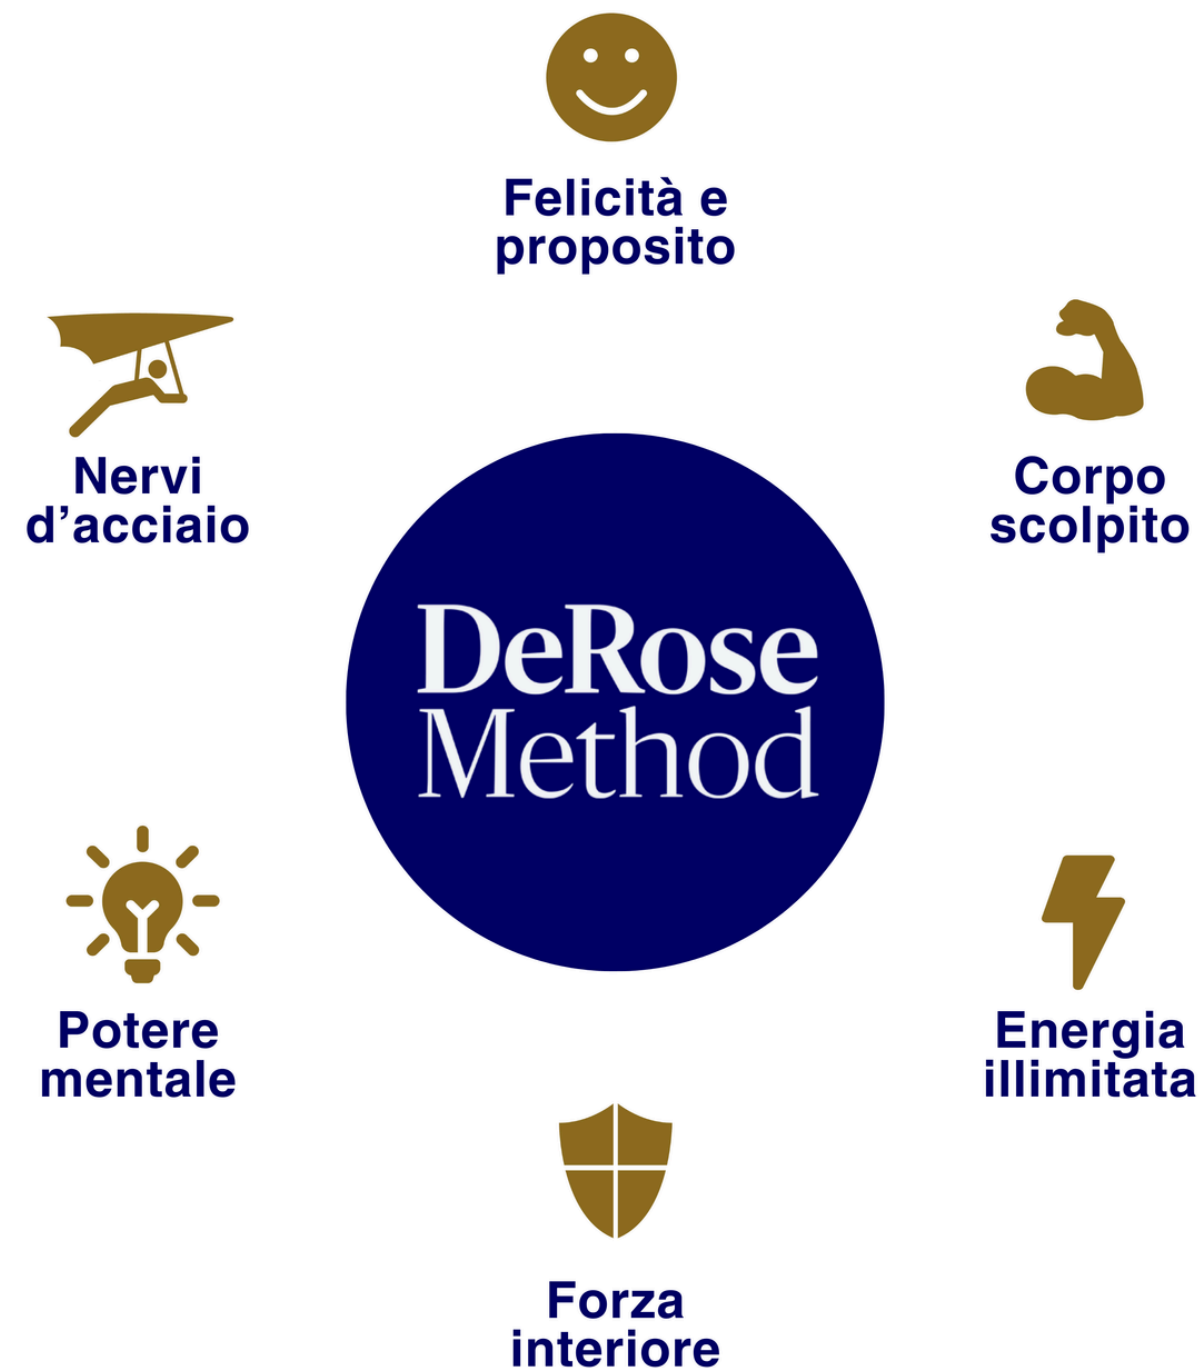 Felicità e
proposito
Nervi
d’acciaio
Corpo
scolpito
DeRose
Method
Potere
mentale
Energia
illimitata
Forza
interiore